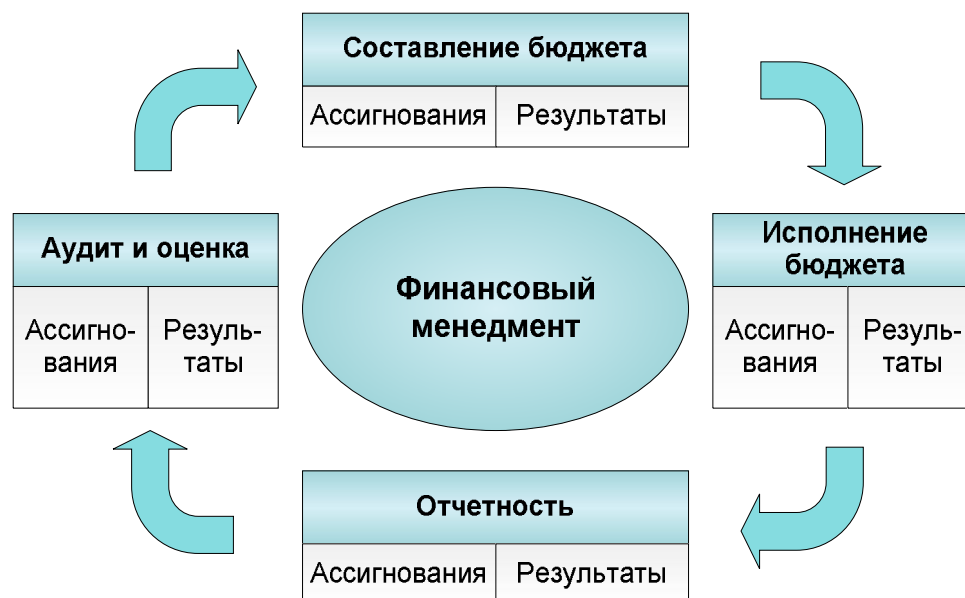 Составление бюджета
Ассигнования Результаты
Аудит и оценка
Ассигно-
вания
Резуль-
таты
Финансовый
менедмент
Исполнение
бюджета
Ассигно-
вания
Резуль-
таты
Отчетность
Ассигнования Результаты